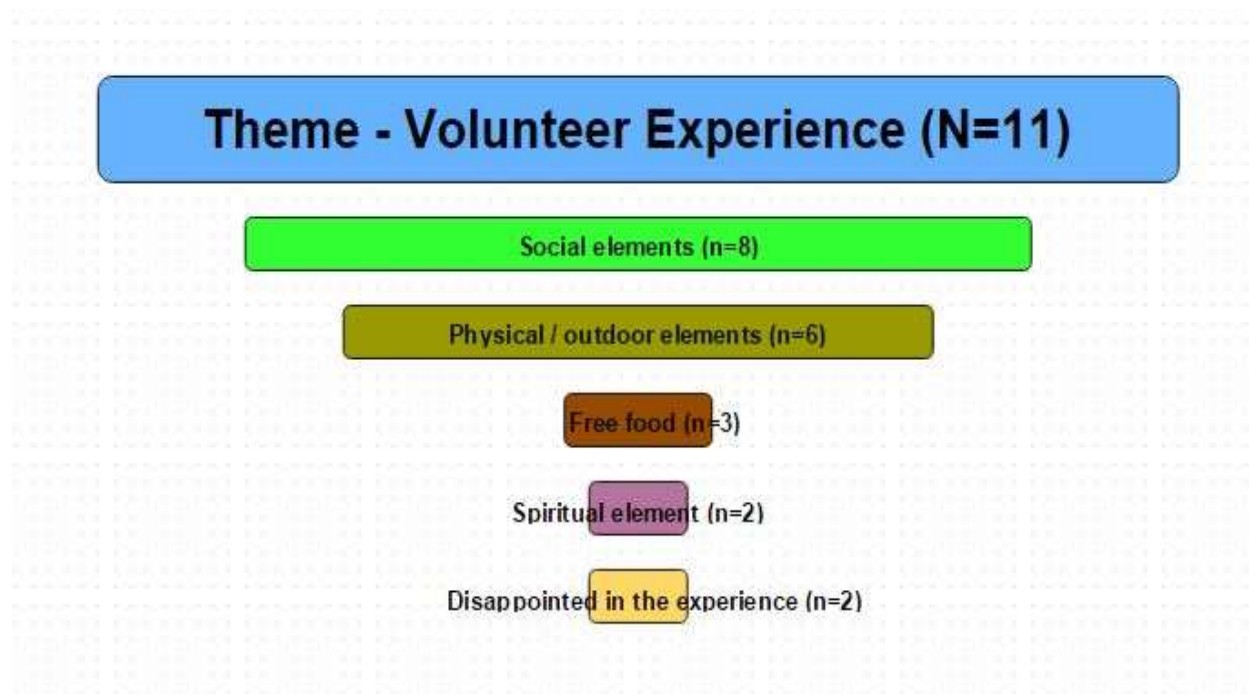 Theme - Volunteer Experience (N=11)
Social elements (n=8)
Physical / outdoor elements (n=6)
Free food (n=3)
Spiritual element (n=2)
Disappointed in the experience (n=2)